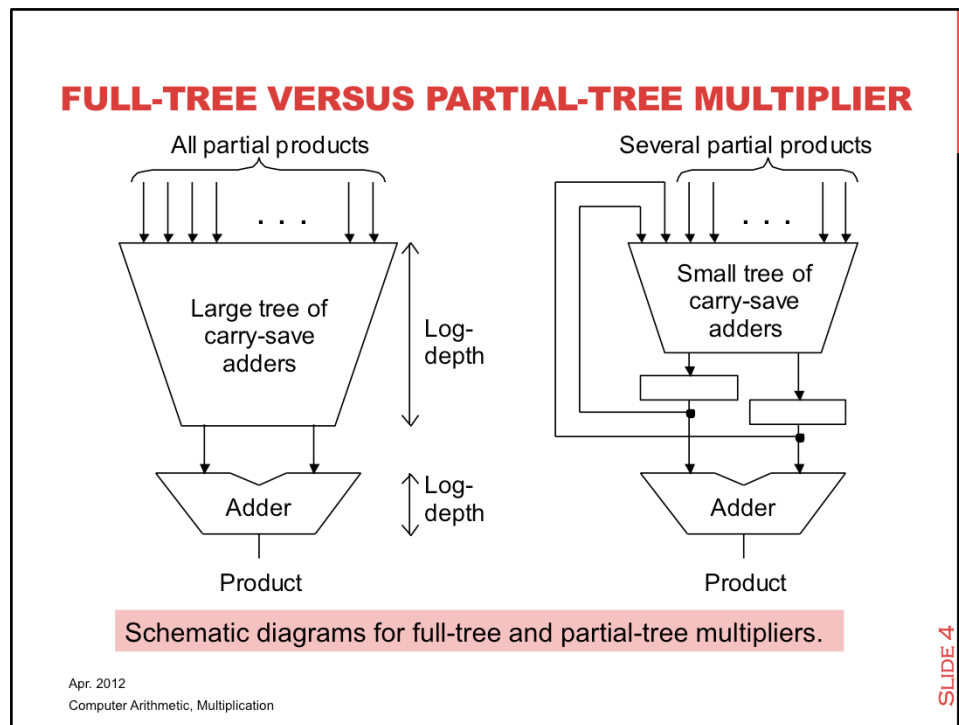 FULL-TREE VERSUS PARTIAL-TREE MULTIPLIER
All partial products
. . .
Large tree of
carry-save
adders
Log-
depth
Adder
Log-
depth
Product
Several partial products
. . .
Small tree of
carry-save
adders
Adder
Product
Schematic diagrams for full-tree and partial-tree multipliers.
Apr. 2012
Computer Arithmetic, Multiplication
SLIDE 4